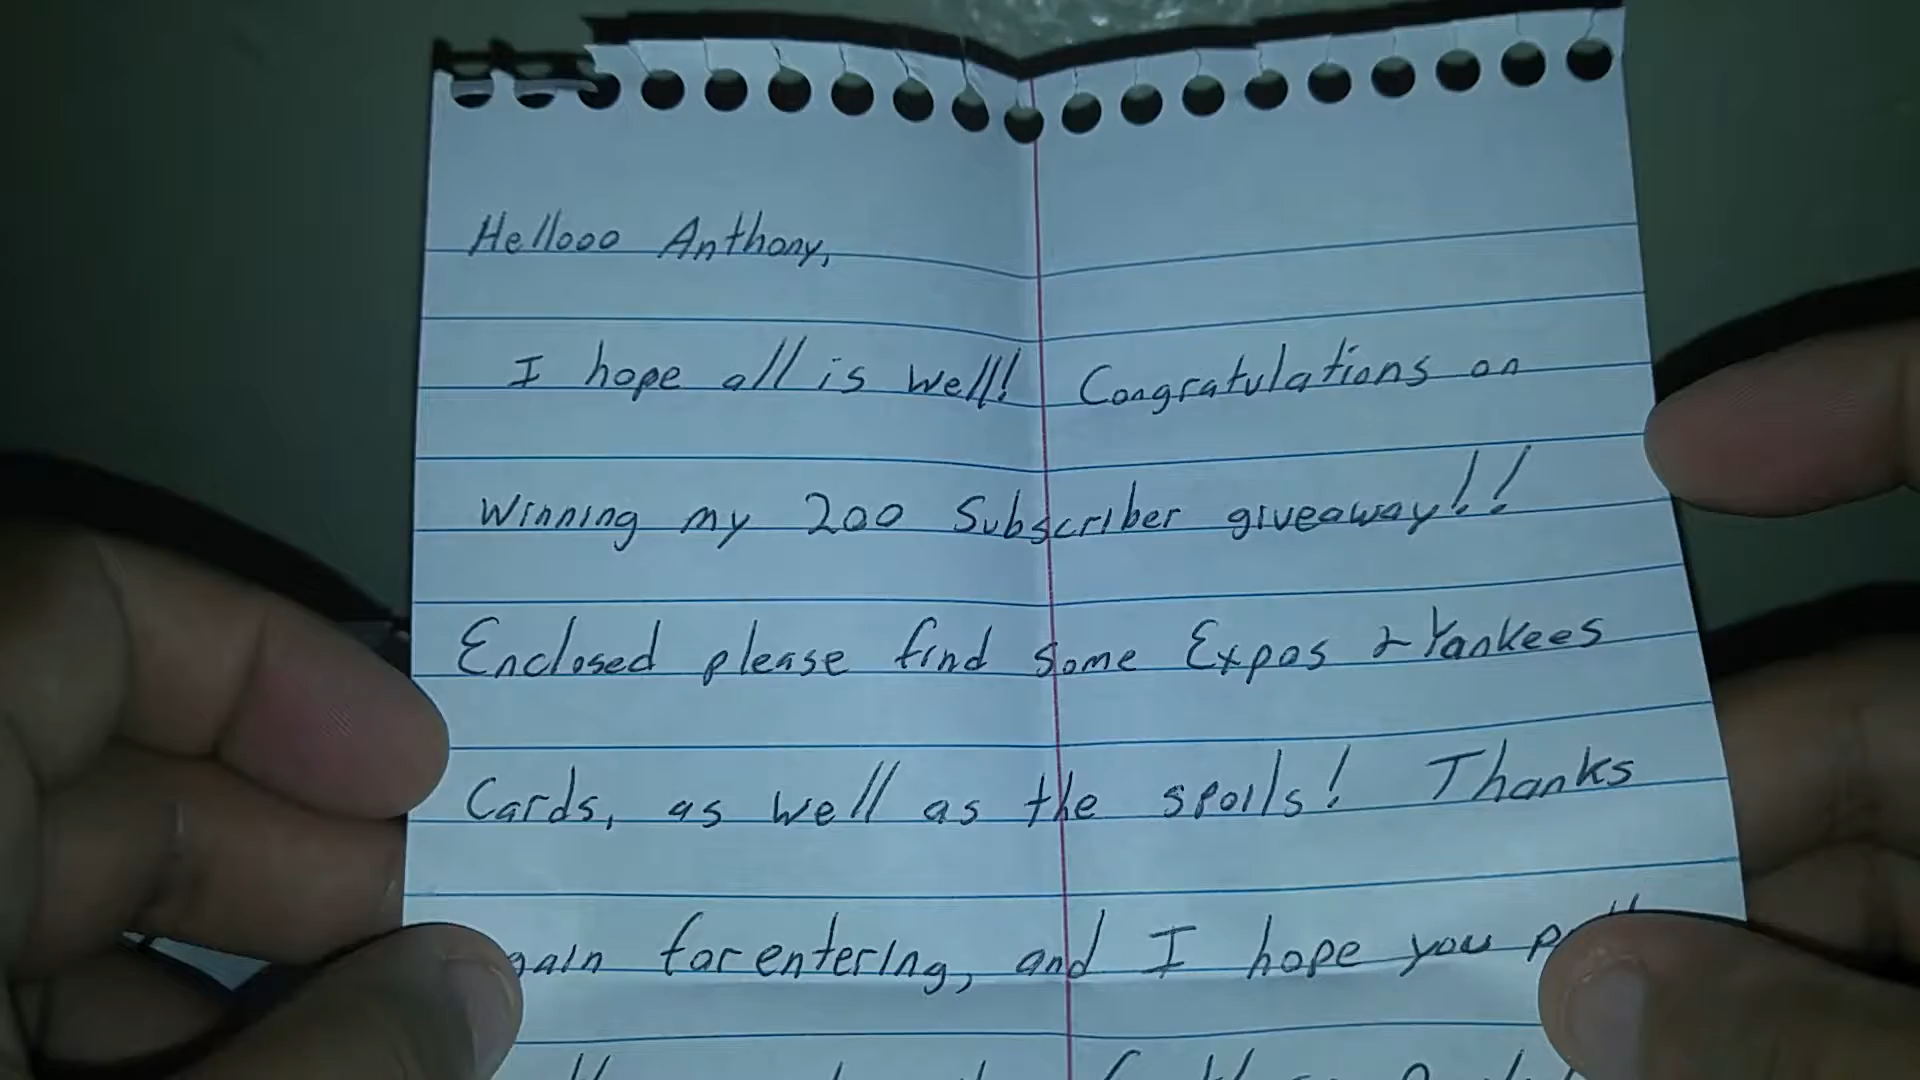 Hellooo Anthony,
I hope all is well! Congratulations on
Winning my 200 Subscriber giveaway!!
Enclosed please find some Expos & Yankees
Cards, as well as the spoils! Thanks
for entering, and I hope you